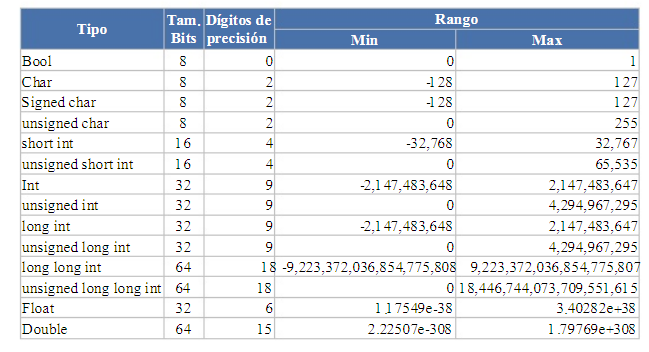 Tipo Tam. Bits Dígitos de precisión Rango
Min Max
Bool 8 0 0 1
Char 8 2 -128 127
Signed char 8 2 -128 127
unsigned char 8 2 0 255
short int 16 4 -32,768 32,767
unsigned short int 16 4 0 65,535
Int 32 9 -2,147,483,648 2,147,483,647
unsigned int 32 9 0 4,294,967,295
long int 32 9 -2,147,483,648 2,147,483,647
unsigned long int 32 9 0 4,294,967,295
long long int 64 18 -9,223,372,036,854,775,808 9,223,372,036,854,775,807
unsigned long long int 64 18 0 18,446,744,073,709,551,615
Float 32 6 1.17549e-38 3.40282e+38
Double 64 15 2.22507e-308 1.79769e+308